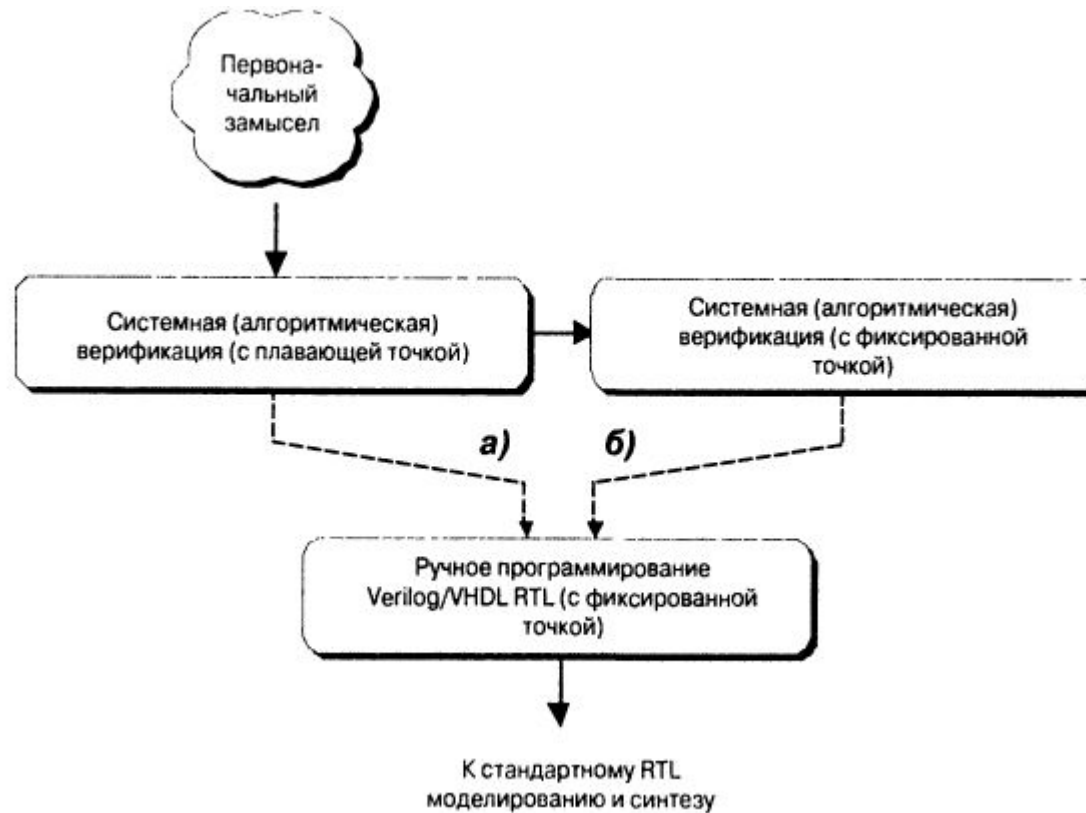 Первона-
чальный
замысел
Системная (алгоритмическая)
верификация (с плавающей точкой)
Системная (алгоритмическая)
верификация (с фиксированной
точкой)
а)
б)
Ручное программирование
Verilog/VHDL RTL (с фиксированной
точкой)
К стандартному RTL
моделированию и синтезу